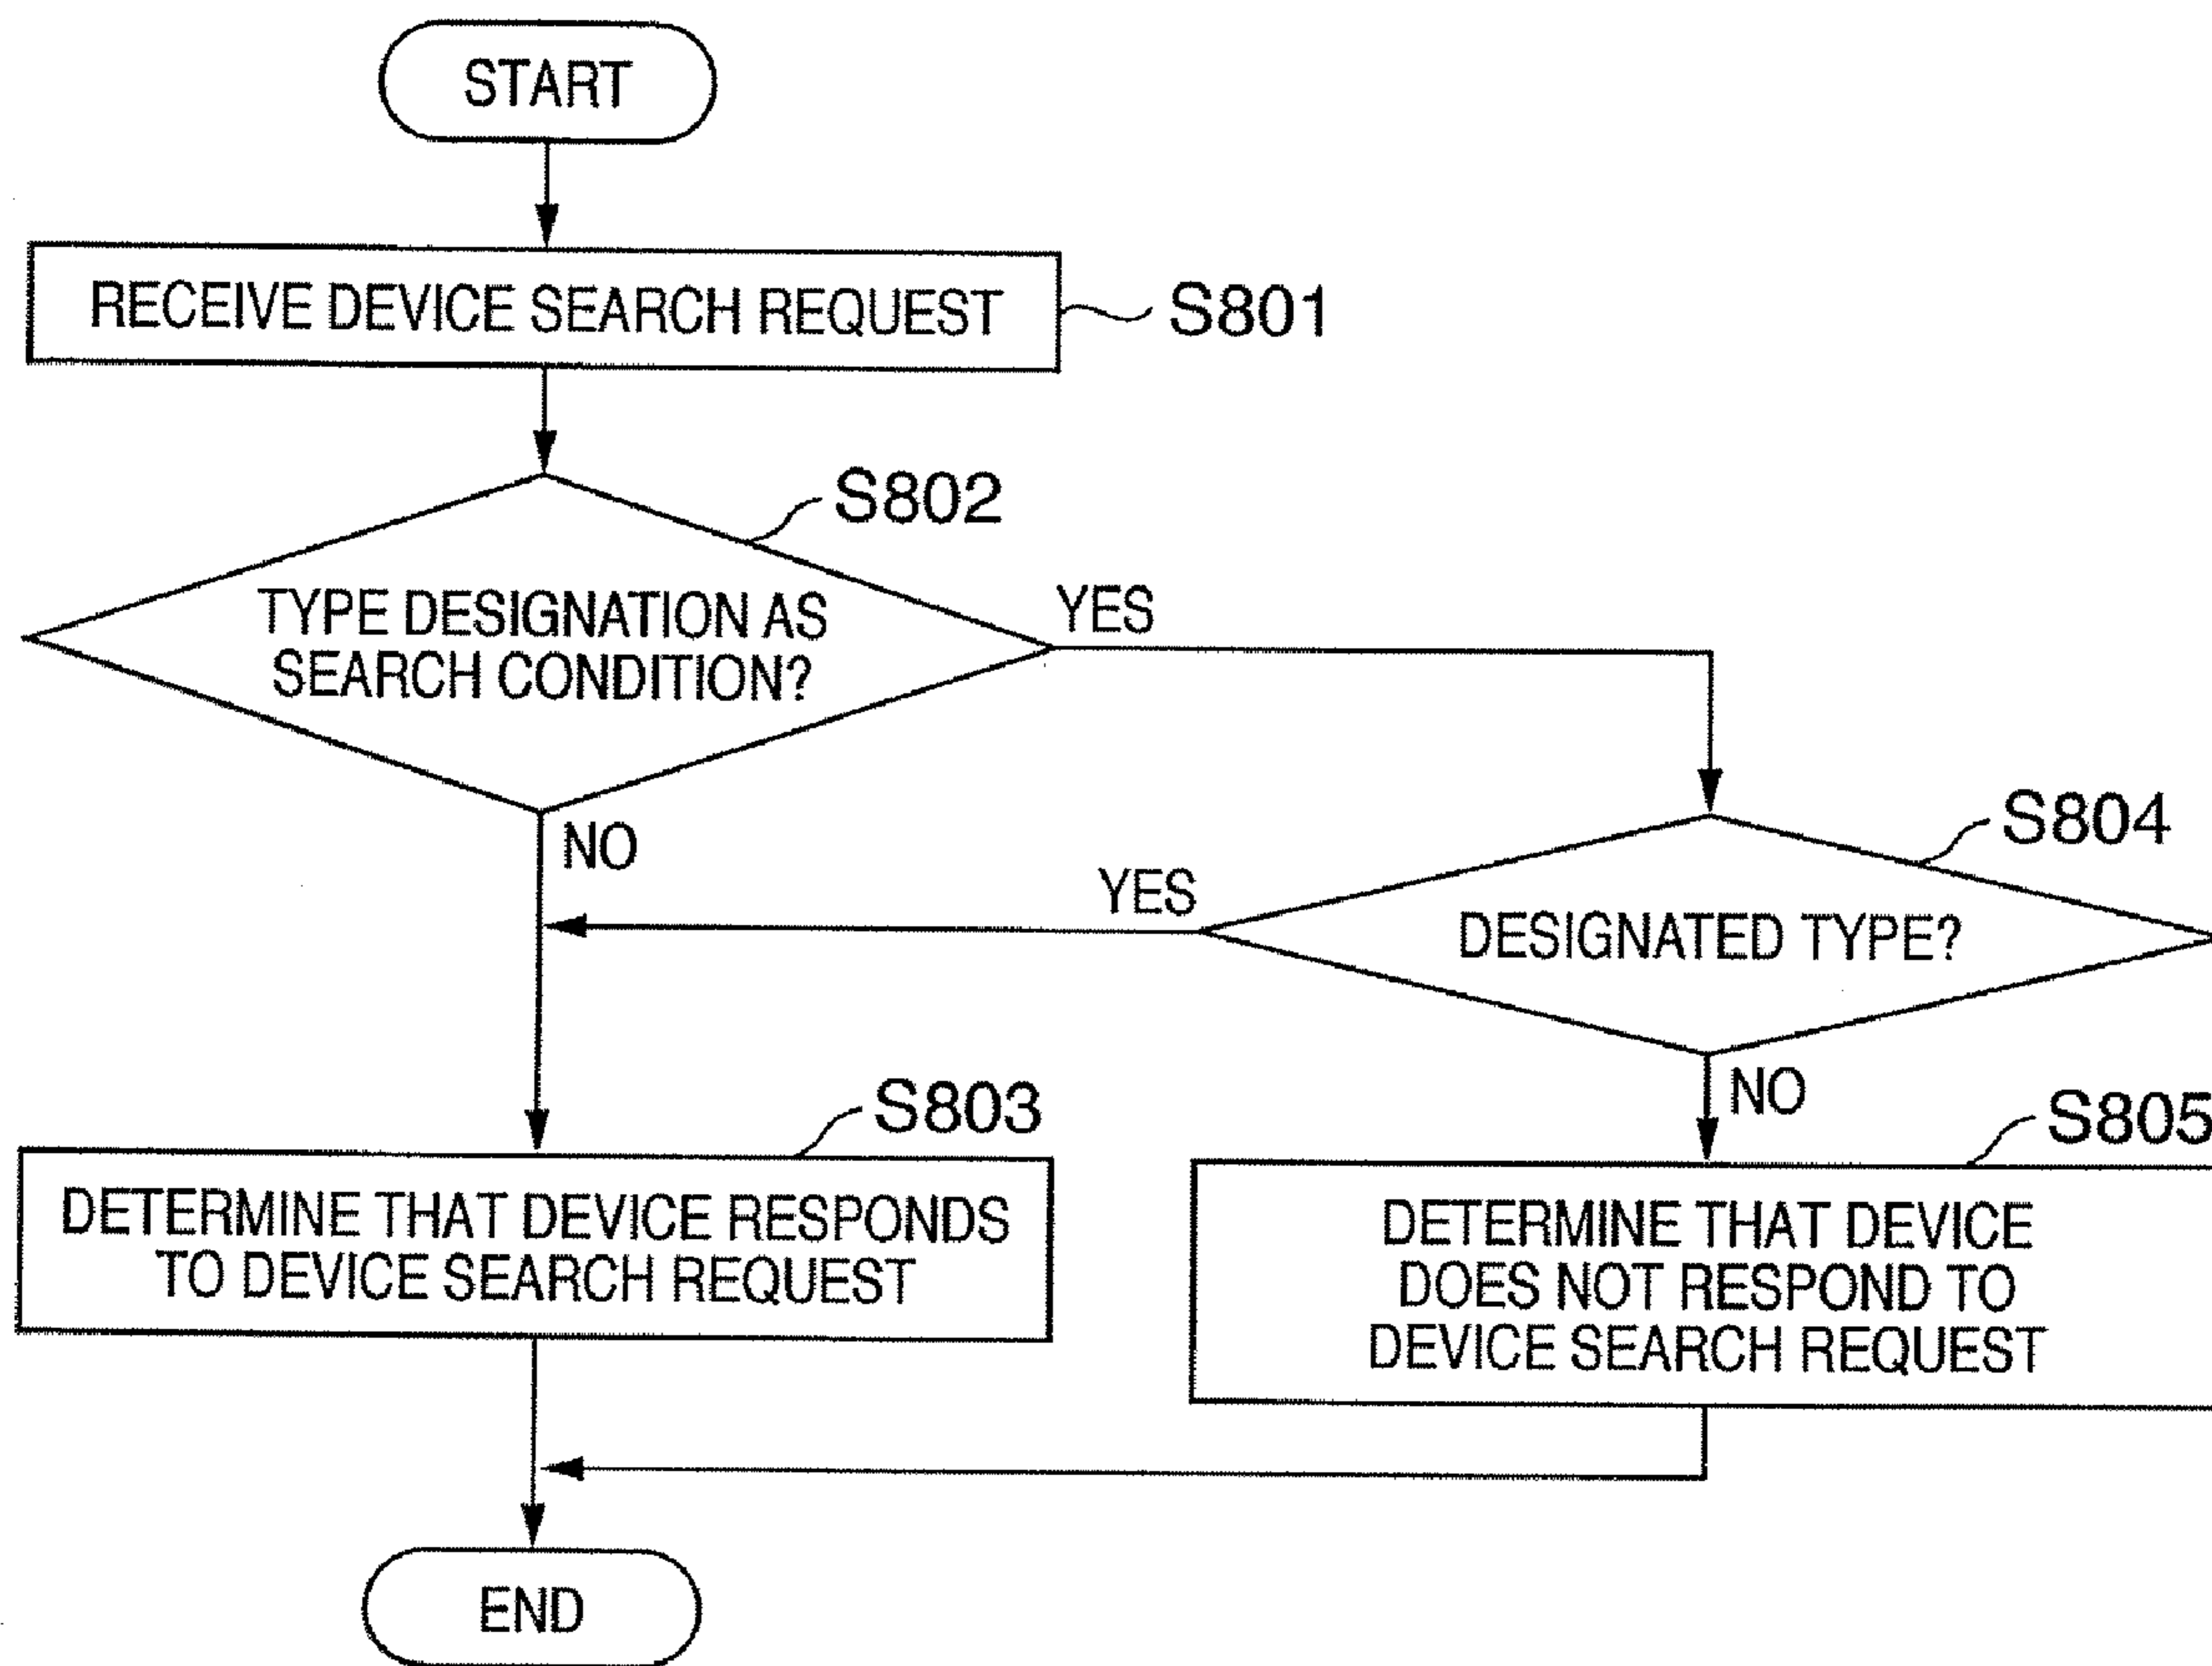 START
RECEIVE DEVICE SEARCH REQUEST
S801
S802
TYPE DESIGNATION AS
SEARCH CONDITION?
YES
NO
S804
DESIGNATED TYPE?
YES
NO
S803
DETERMINE THAT DEVICE RESPONDS
TO DEVICE SEARCH REQUEST
S805
DETERMINE THAT DEVICE
DOES NOT RESPOND TO
DEVICE SEARCH REQUEST
END